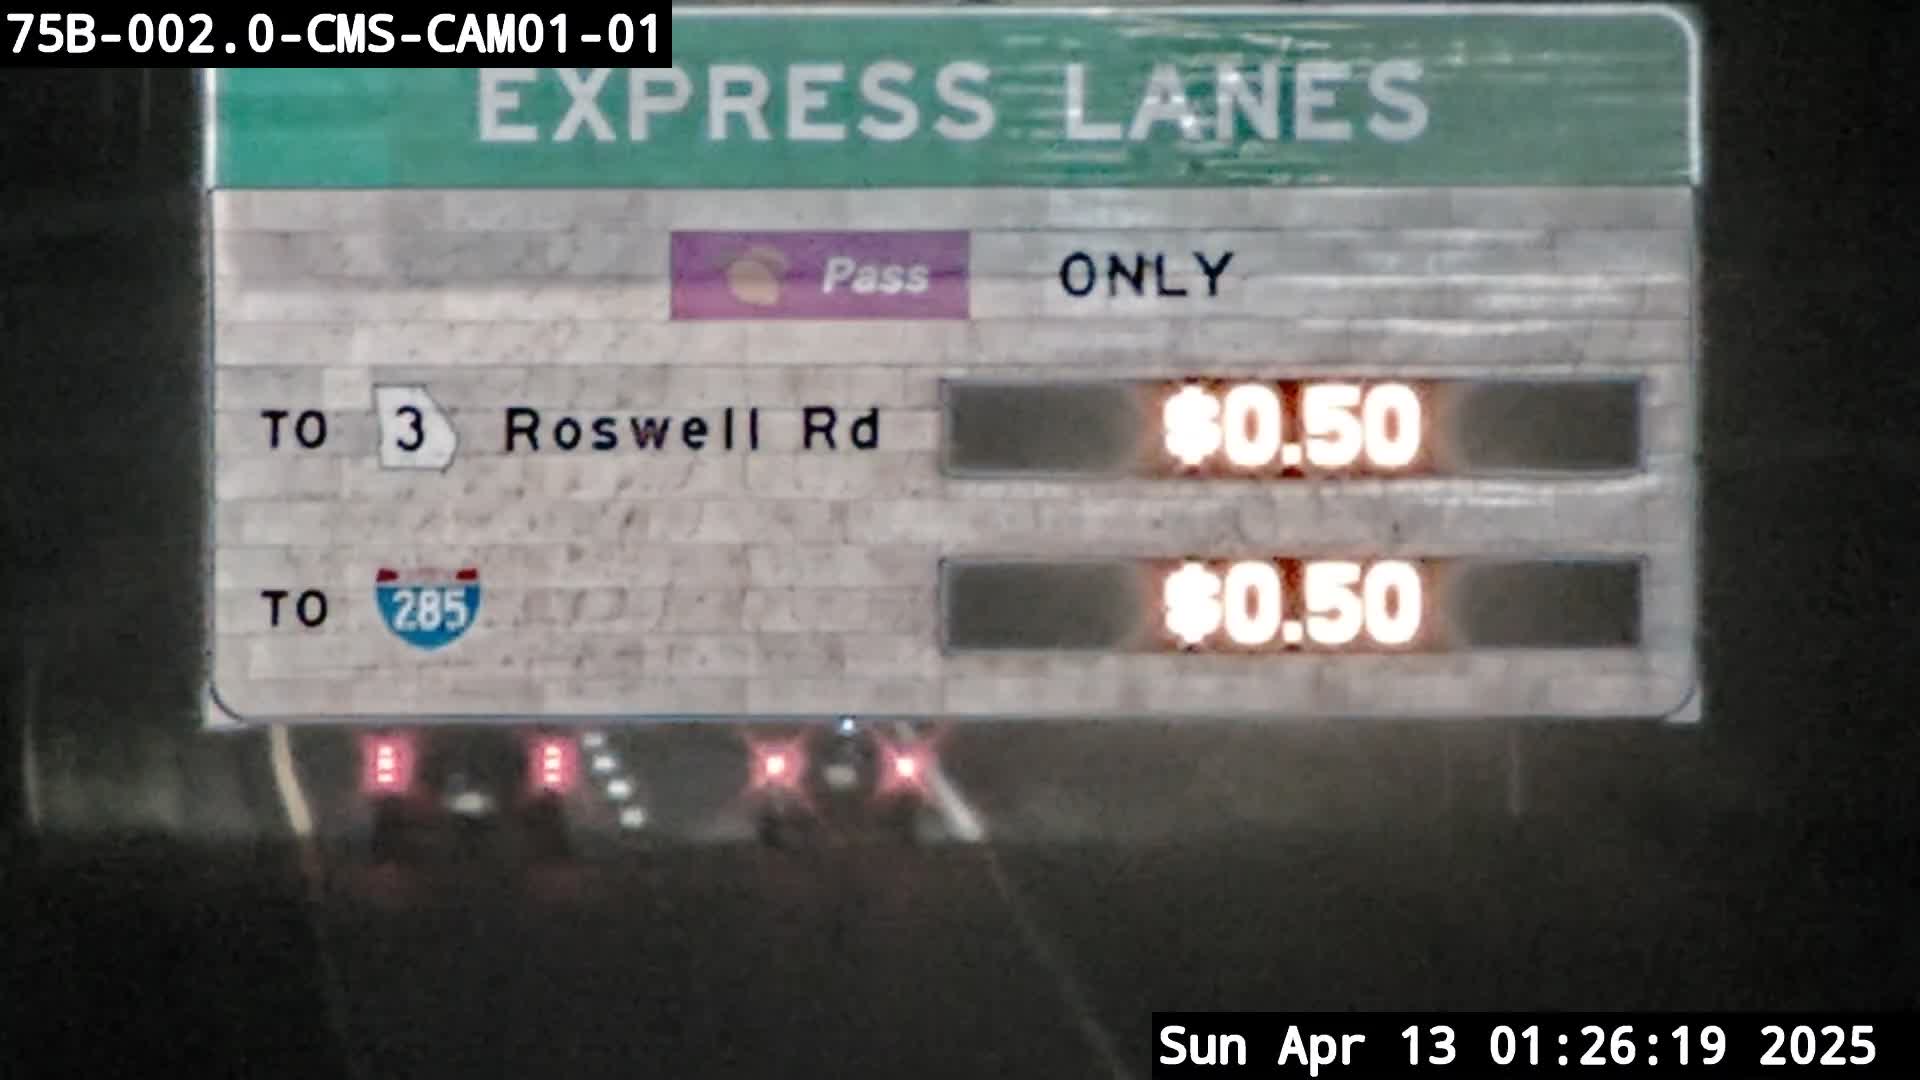 75B-002.0-CMS-CAM01-01
EXPRESS LANES
Pass ONLY
TO 3 Roswell Rd $0.50
TO 285 $0.50
Sun Apr 13 01:26:19 2025